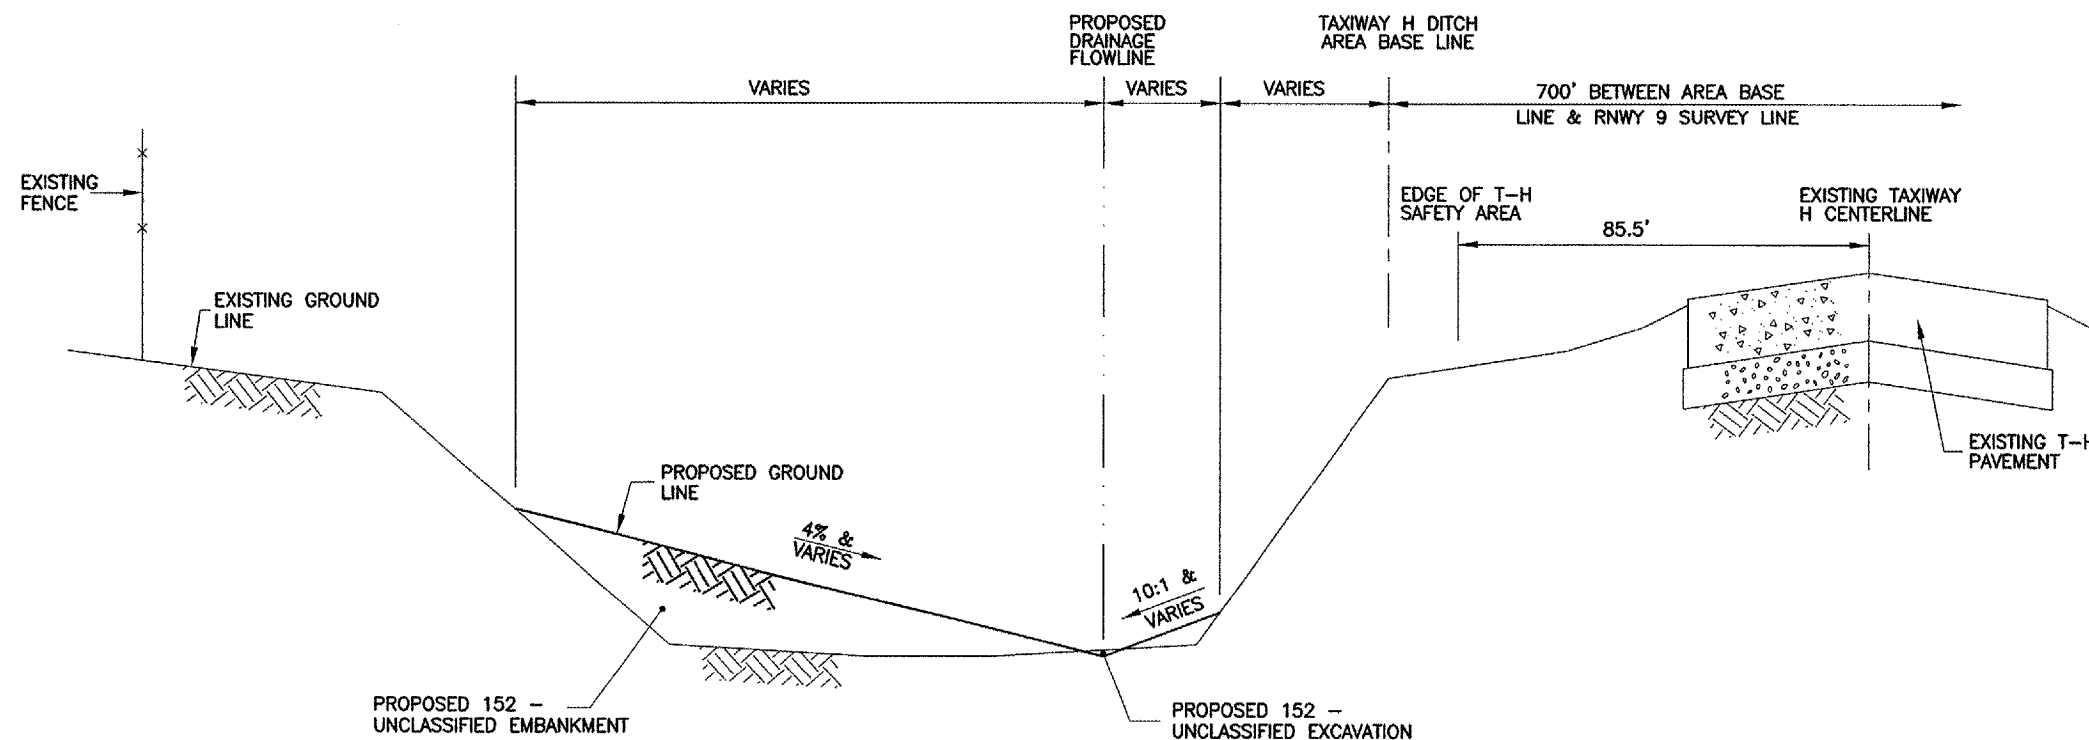 PROPOSED
DRAINAGE
FLOWLINE
TAXIWAY H DITCH
AREA BASE LINE
VARIES
VARIES
VARIES
700' BETWEEN AREA BASE
LINE & RNWY 9 SURVEY LINE
EXISTING
FENCE
EDGE OF T-H
SAFETY AREA
EXISTING TAXIWAY
H CENTERLINE
85.5'
EXISTING GROUND
LINE
PROPOSED GROUND
LINE
4% &
VARIES
10:1 &
VARIES
EXISTING T-H
PAVEMENT
PROPOSED 152 -
UNCLASSIFIED EMBANKMENT
PROPOSED 152 -
UNCLASSIFIED EXCAVATION